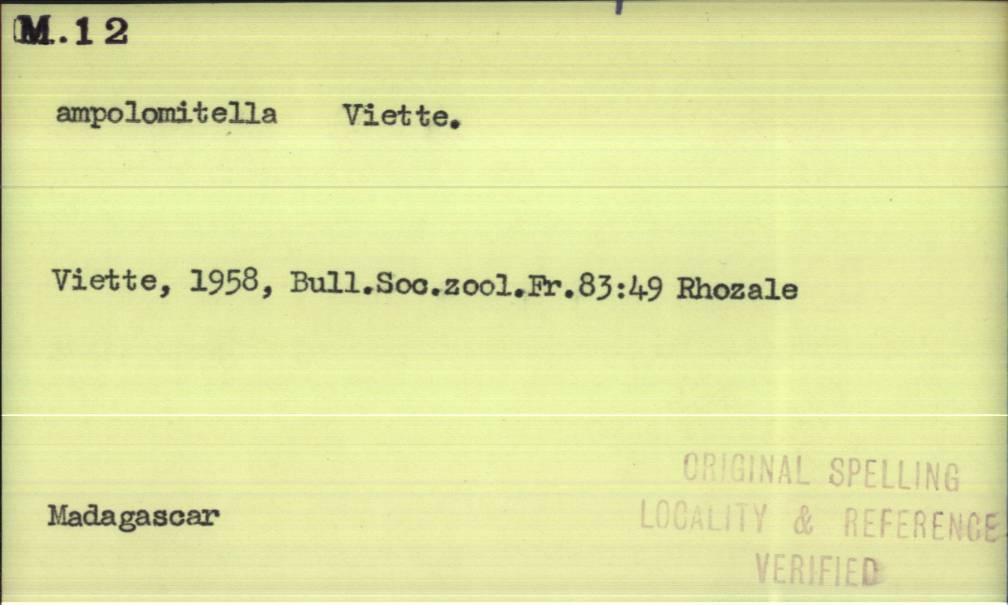 M.12
ampolomitella Viette.
Viette, 1958, Bull.Soc.zool.Fr.83:49 Rhozale
Madagascar
ORIGINAL SPELLING
LOCALITY & REFERENCE
VERIFIED